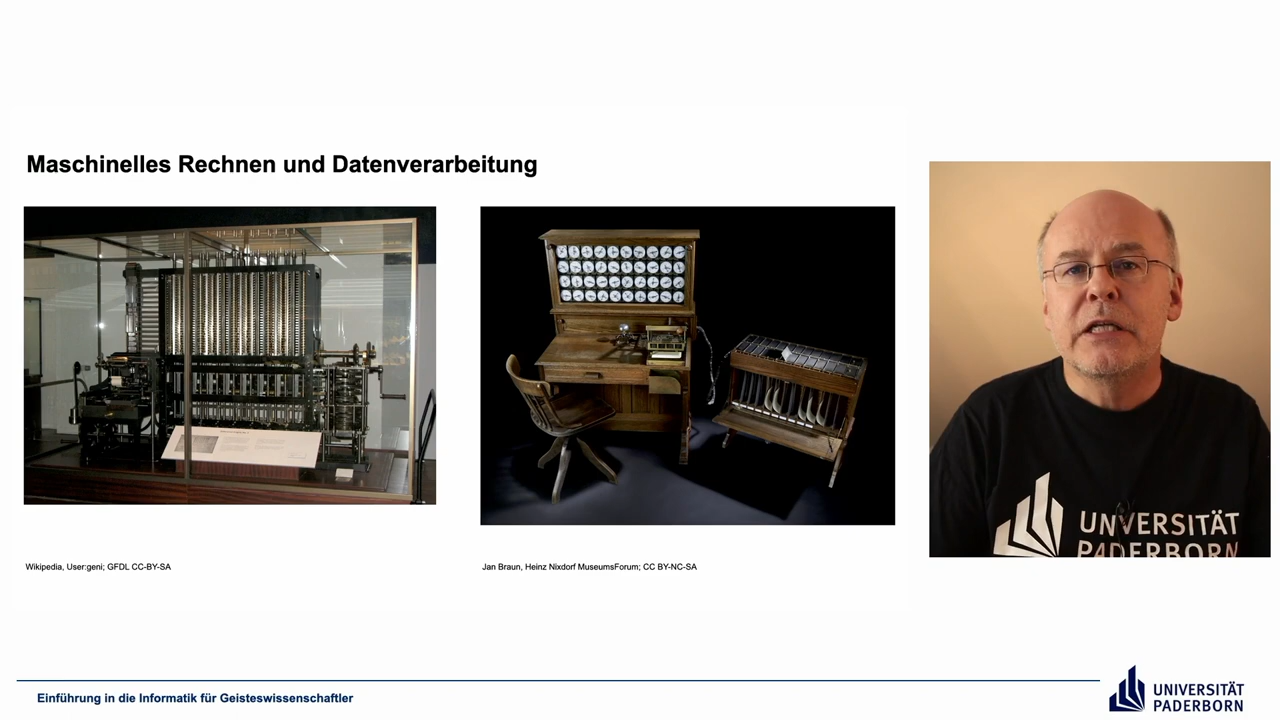 Maschinelles Rechnen und Datenverarbeitung
Wikipedia, User:geni; GFDL CC-BY-SA
Jan Braun, Heinz Nixdorf MuseumsForum; CC BY-NC-SA
UNIVERSITÄT
PADERBORN
Einführung in die Informatik für Geisteswissenschaftler
UNIVERSITÄT
PADERBORN